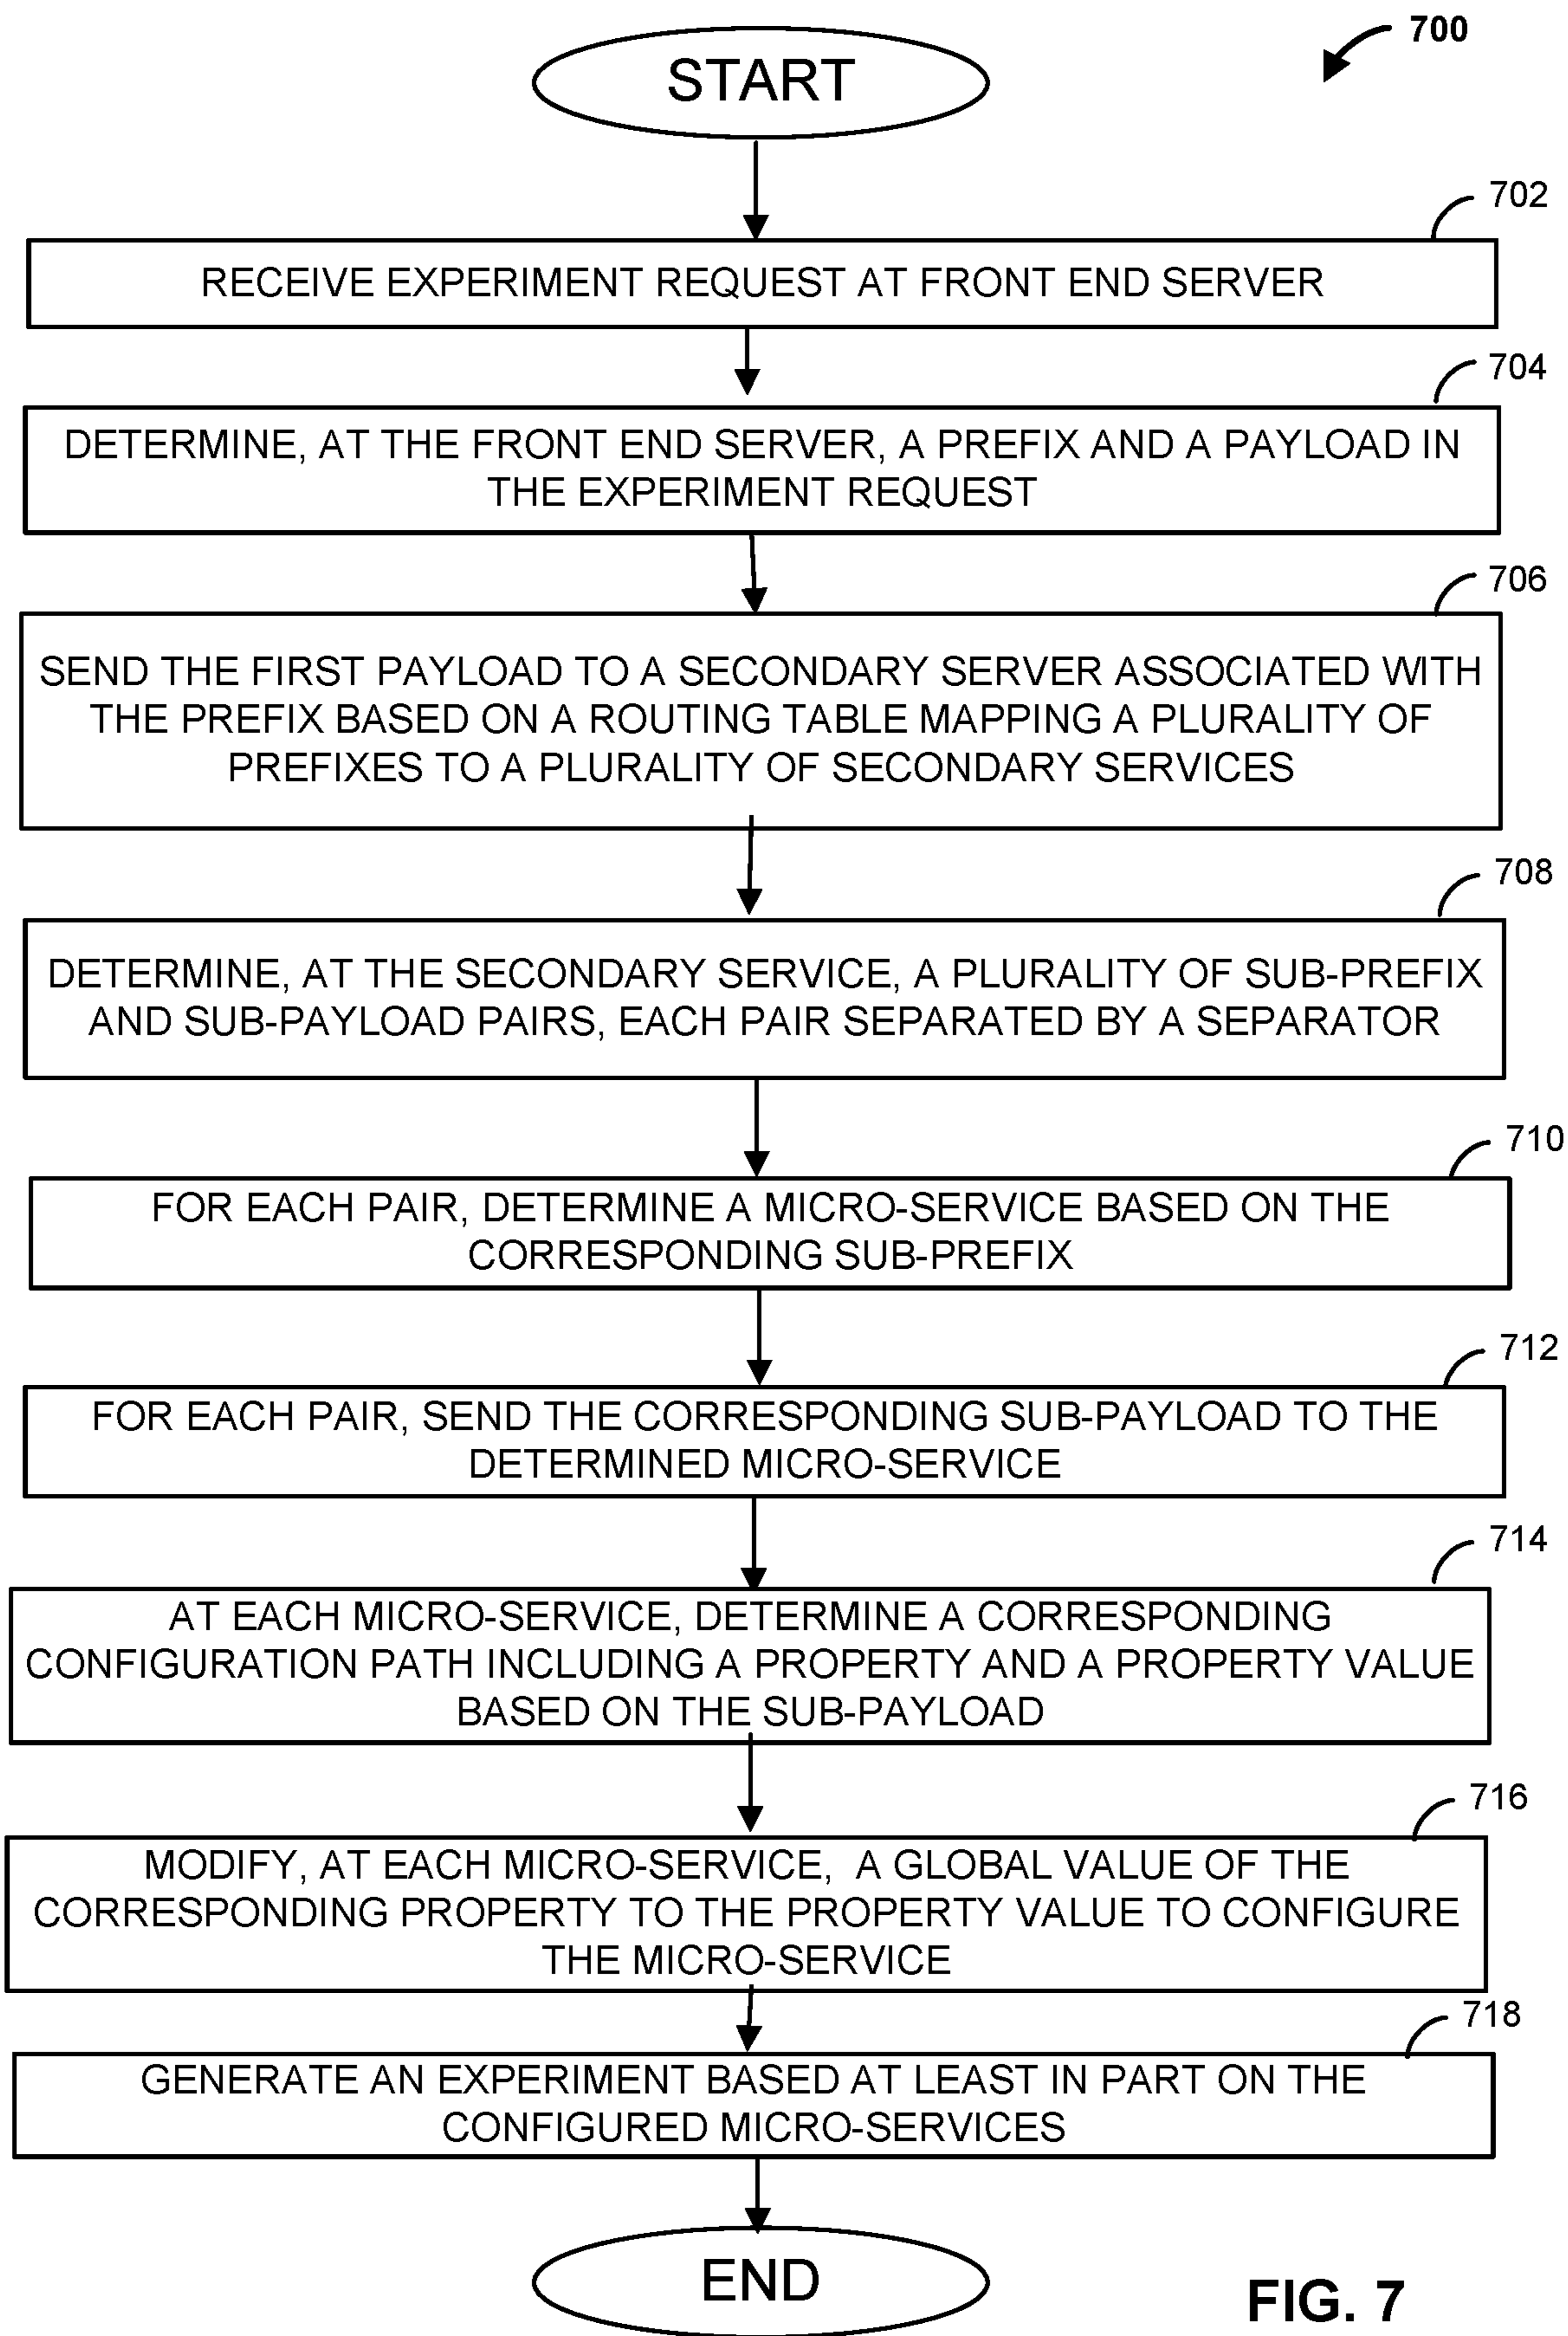 700
START
702
RECEIVE EXPERIMENT REQUEST AT FRONT END SERVER
704
DETERMINE, AT THE FRONT END SERVER, A PREFIX AND A PAYLOAD IN
THE EXPERIMENT REQUEST
706
SEND THE FIRST PAYLOAD TO A SECONDARY SERVER ASSOCIATED WITH
THE PREFIX BASED ON A ROUTING TABLE MAPPING A PLURALITY OF
PREFIXES TO A PLURALITY OF SECONDARY SERVICES
708
DETERMINE, AT THE SECONDARY SERVICE, A PLURALITY OF SUB-PREFIX
AND SUB-PAYLOAD PAIRS, EACH PAIR SEPARATED BY A SEPARATOR
710
FOR EACH PAIR, DETERMINE A MICRO-SERVICE BASED ON THE
CORRESPONDING SUB-PREFIX
712
FOR EACH PAIR, SEND THE CORRESPONDING SUB-PAYLOAD TO THE
DETERMINED MICRO-SERVICE
714
AT EACH MICRO-SERVICE, DETERMINE A CORRESPONDING
CONFIGURATION PATH INCLUDING A PROPERTY AND A PROPERTY VALUE
BASED ON THE SUB-PAYLOAD
716
MODIFY, AT EACH MICRO-SERVICE, A GLOBAL VALUE OF THE
CORRESPONDING PROPERTY TO THE PROPERTY VALUE TO CONFIGURE
THE MICRO-SERVICE
718
GENERATE AN EXPERIMENT BASED AT LEAST IN PART ON THE
CONFIGURED MICRO-SERVICES
END
FIG. 7